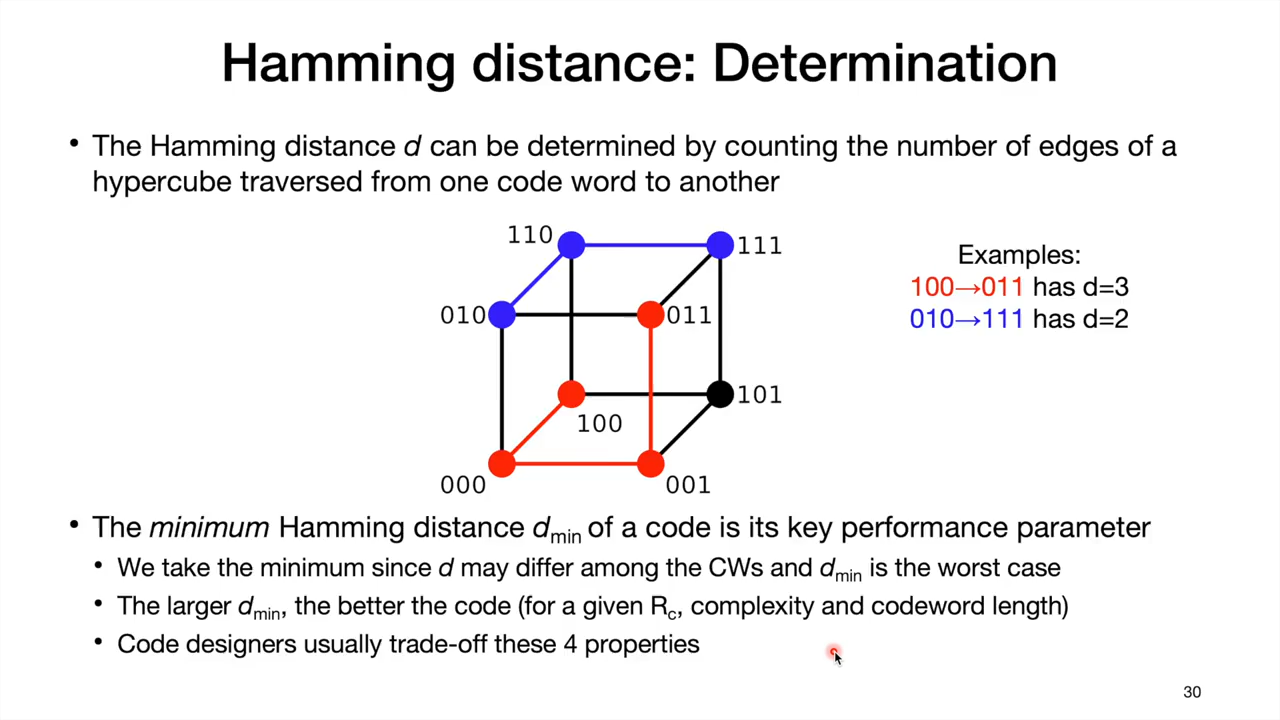 Hamming distance: Determination
• The Hamming distance d can be determined by counting the number of edges of a
hypercube traversed from one code word to another
110
111
010
011
100
101
000
001
Examples:
100→011 has d=3
010→111 has d=2
• The minimum Hamming distance dmin of a code is its key performance parameter
• We take the minimum since d may differ among the CWs and dmin is the worst case
• The larger dmin, the better the code (for a given Rc, complexity and codeword length)
• Code designers usually trade-off these 4 properties
30